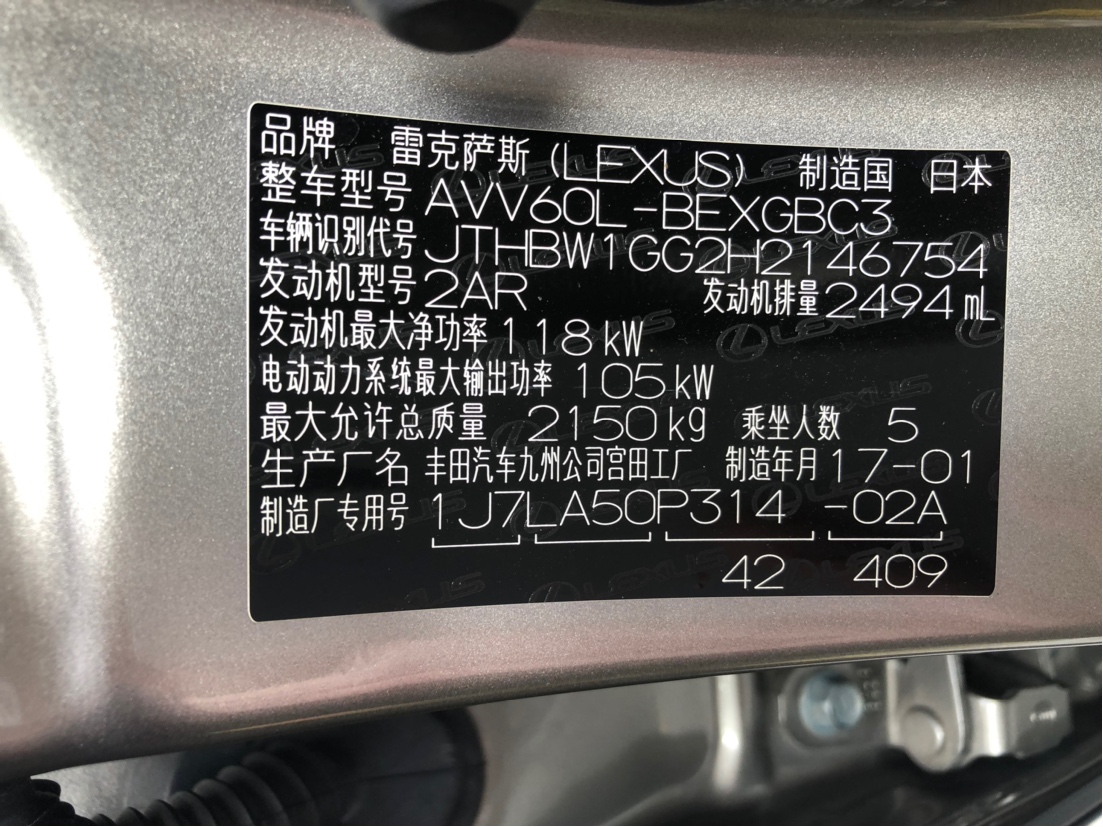 品牌 雷克萨斯 (LEXUS) 制造国 日本
整车型号 AVV60L-BEXGBC3
车辆识别代号 JTHBW1GG2H2146754
发动机型号 2AR 发动机排量 2494 mL
发动机最大净功率 118 kW
电动动力系统最大输出功率 105 kW
最大允许总质量 2150 kg 乘坐人数 5
生产厂名 丰田汽车九州公司宫田工厂 制造年月 17-01
制造厂专用号 1J7LA50P314 -02A
42 409